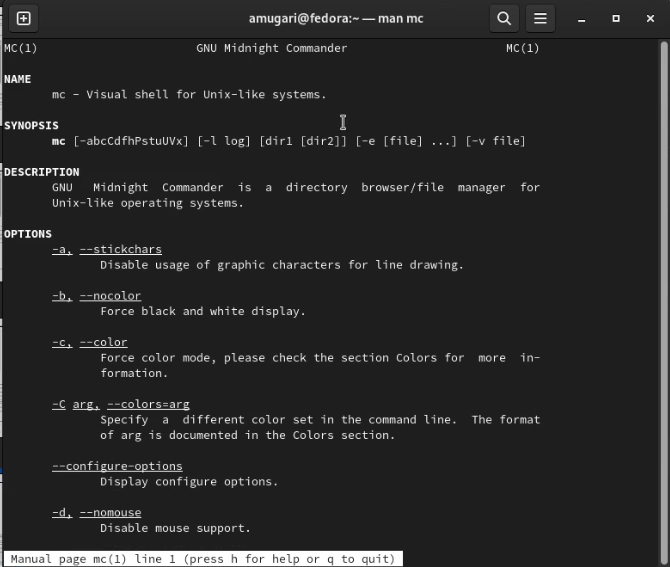 amugari@fedora:~ — man mc
MC(1) GNU Midnight Commander MC(1)
NAME
mc - Visual shell for Unix-like systems.
SYNOPSIS
mc [-abcCdfhPstuUVx] [-l log] [dir1 [dir2]] [-e [file] ...] [-v file]
DESCRIPTION
GNU Midnight Commander is a directory browser/file manager for
Unix-like operating systems.
OPTIONS
-a, --stickchars
Disable usage of graphic characters for line drawing.
-b, --nocolor
Force black and white display.
-c, --color
Force color mode, please check the section Colors for more in-
formation.
-C arg, --colors=arg
Specify a different color set in the command line. The format
of arg is documented in the Colors section.
--configure-options
Display configure options.
-d, --nomouse
Disable mouse support.
Manual page mc(1) line 1 (press h for help or q to quit)